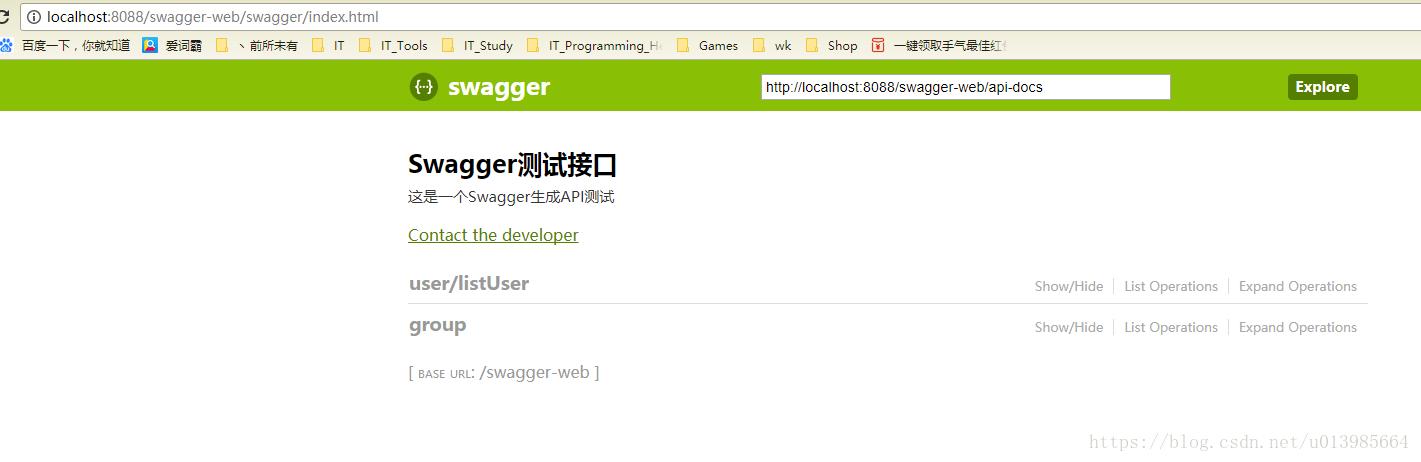 localhost:8088/swagger-web/swagger/index.html
百度一下，你就知道 爱词霸 丶前所未有 IT IT_Tools IT_Study IT_Programming_H Games wk Shop 一键领取手气最佳红
swagger http://localhost:8088/swagger-web/api-docs Explore
Swagger测试接口
这是一个Swagger生成API测试
Contact the developer
user/listUser Show/Hide List Operations Expand Operations
group Show/Hide List Operations Expand Operations
[ BASE URL: /swagger-web ]
https://blog.csdn.net/u013985664